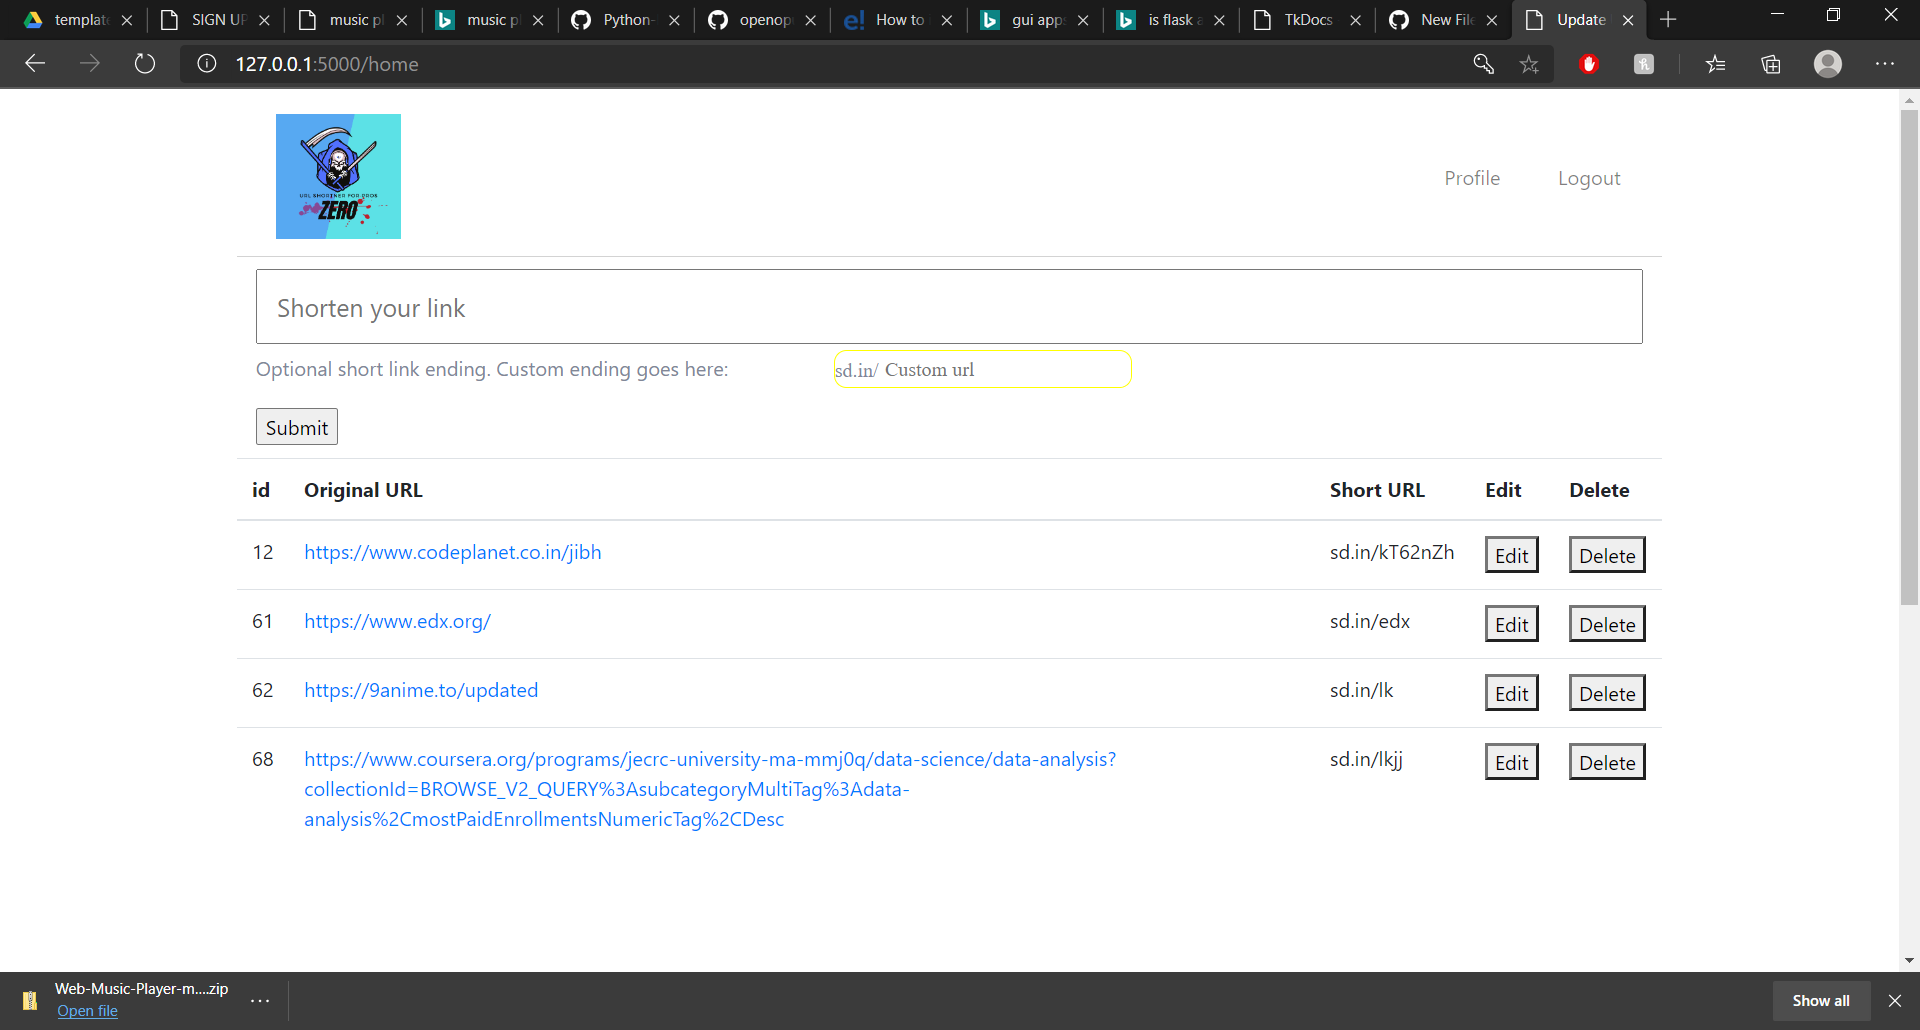 template
SIGN UP
music pl
music pl
Python-
openop
How to
gui apps
is flask a
TkDocs
New File
Update
127.0.0.1:5000/home
URL SHORTNER FOR PROS
ZERO
Profile
Logout
Shorten your link
Optional short link ending. Custom ending goes here:
sd.in/ Custom url
Submit
id Original URL Short URL Edit Delete
12 https://www.codeplanet.co.in/jibh sd.in/kT62nZh Edit Delete
61 https://www.edx.org/ sd.in/edx Edit Delete
62 https://9anime.to/updated sd.in/lk Edit Delete
68 https://www.coursera.org/programs/jecrc-university-ma-mmj0q/data-science/data-analysis? sd.in/lkjj Edit Delete
collectionId=BROWSE_V2_QUERY%3AsubcategoryMultiTag%3Adata-
analysis%2CmostPaidEnrollmentsNumericTag%2CDesc
Web-Music-Player-m....zip
Open file
Show all